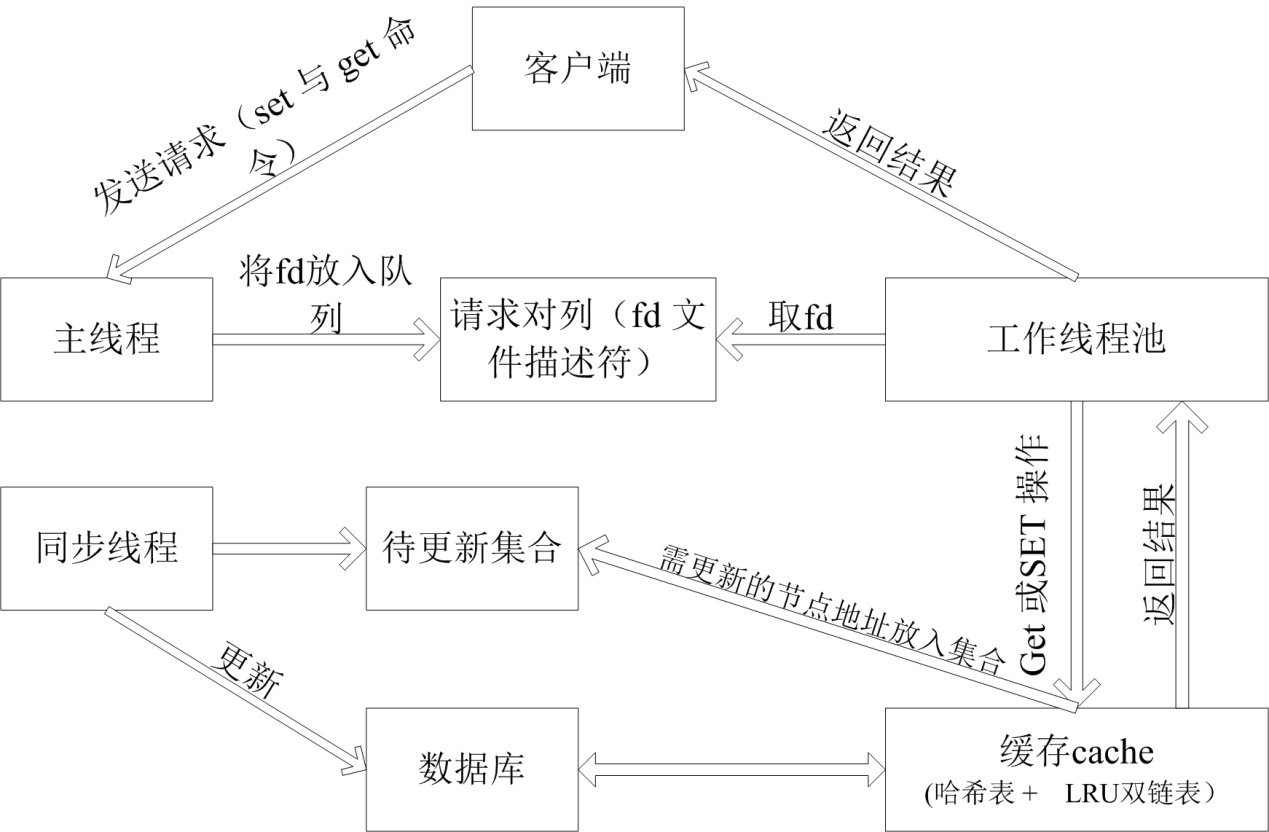 客户端
发送请求（set 与 get 命
令）
返回结果
主线程
将fd放入队
列
请求对列（fd 文
件描述符）
取fd
工作线程池
Get 或SET 操作
返回结果
同步线程
待更新集合
需更新的节点地址放入集合
更新
数据库
缓存cache
(哈希表 + LRU双链表）